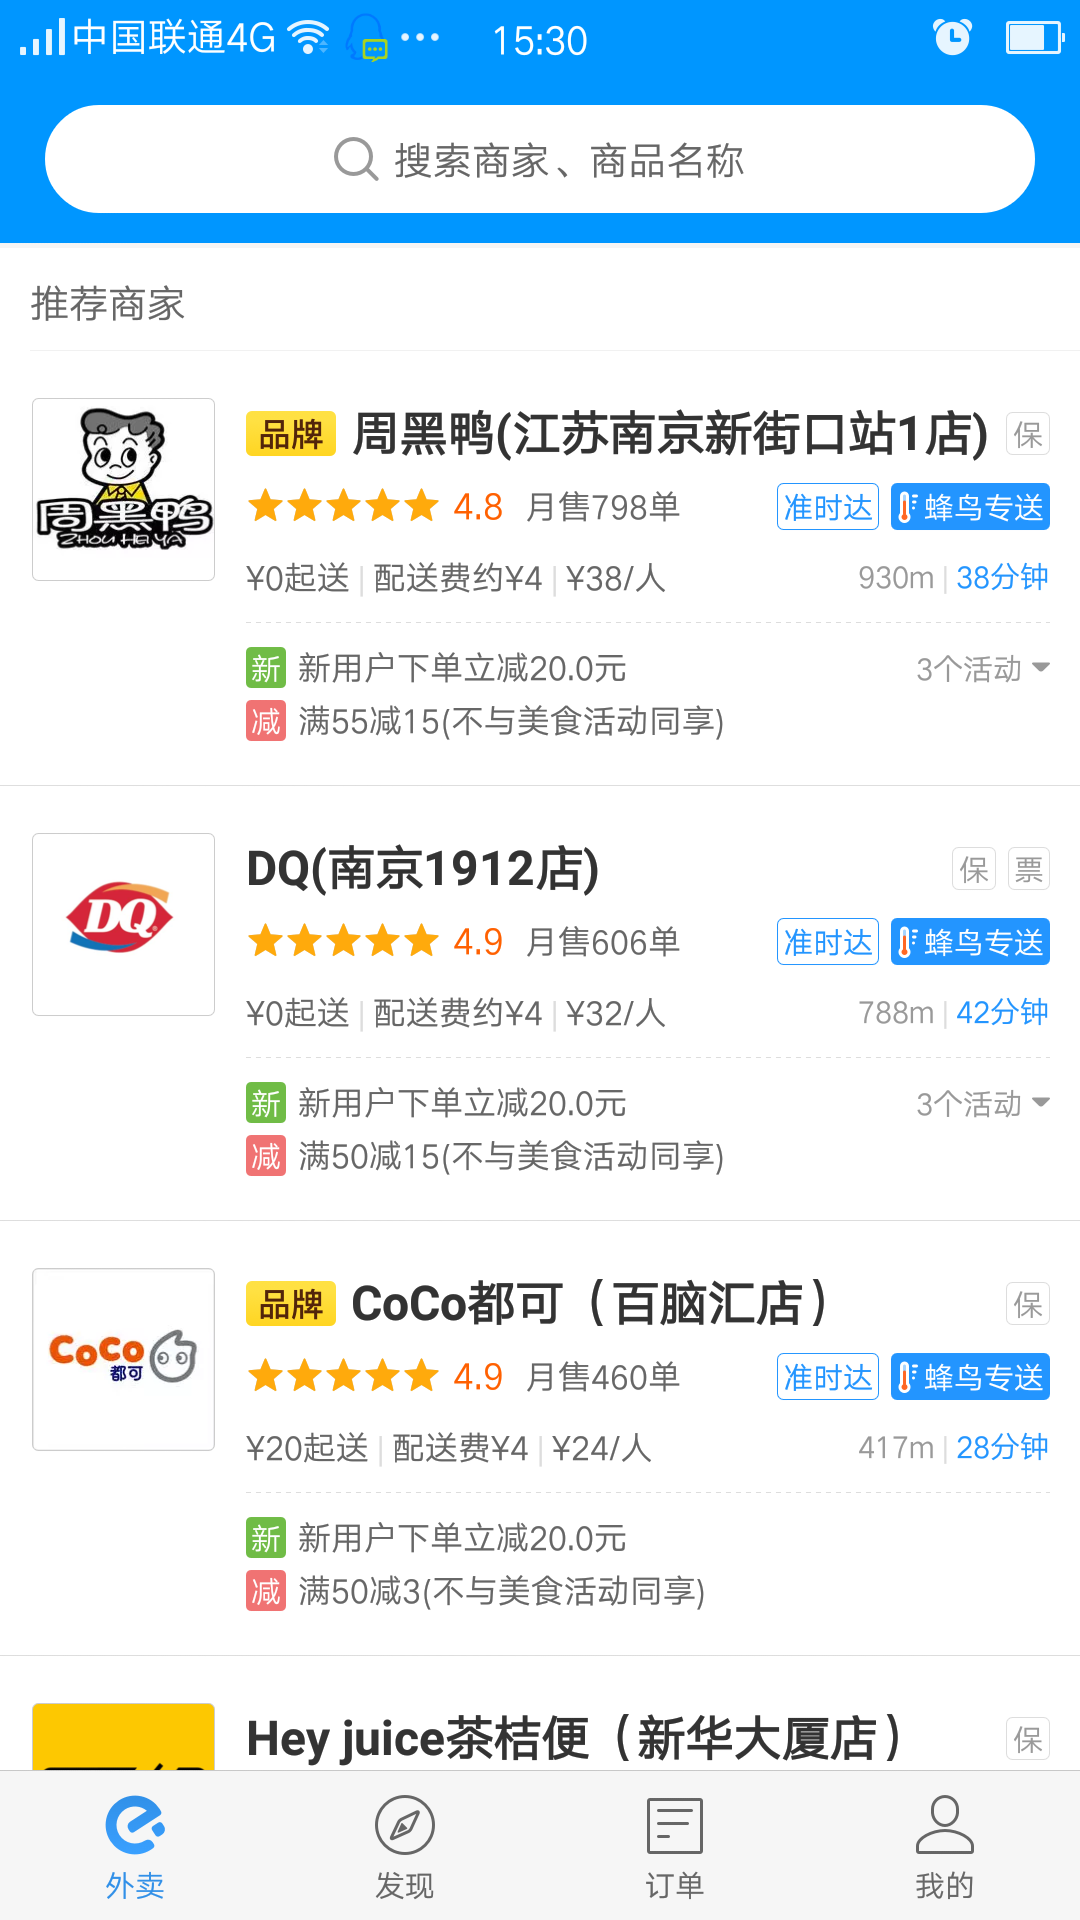 中国联通4G 15:30
搜索商家、商品名称
推荐商家
周黑鸭
ZHOU HEI YA
品牌 周黑鸭(江苏南京新街口站1店) 保
4.8 月售798单 准时达 蜂鸟专送
¥0起送 | 配送费约¥4 | ¥38/人 930m | 38分钟
新 新用户下单立减20.0元 3个活动
减 满55减15(不与美食活动同享)
DQ
DQ(南京1912店) 保 票
4.9 月售606单 准时达 蜂鸟专送
¥0起送 | 配送费约¥4 | ¥32/人 788m | 42分钟
新 新用户下单立减20.0元 3个活动
减 满50减15(不与美食活动同享)
CoCo
都可
品牌 CoCo都可（百脑汇店） 保
4.9 月售460单 准时达 蜂鸟专送
¥20起送 | 配送费¥4 | ¥24/人 417m | 28分钟
新 新用户下单立减20.0元
减 满50减3(不与美食活动同享)
Hey juice茶桔便（新华大厦店） 保
外卖 发现 订单 我的